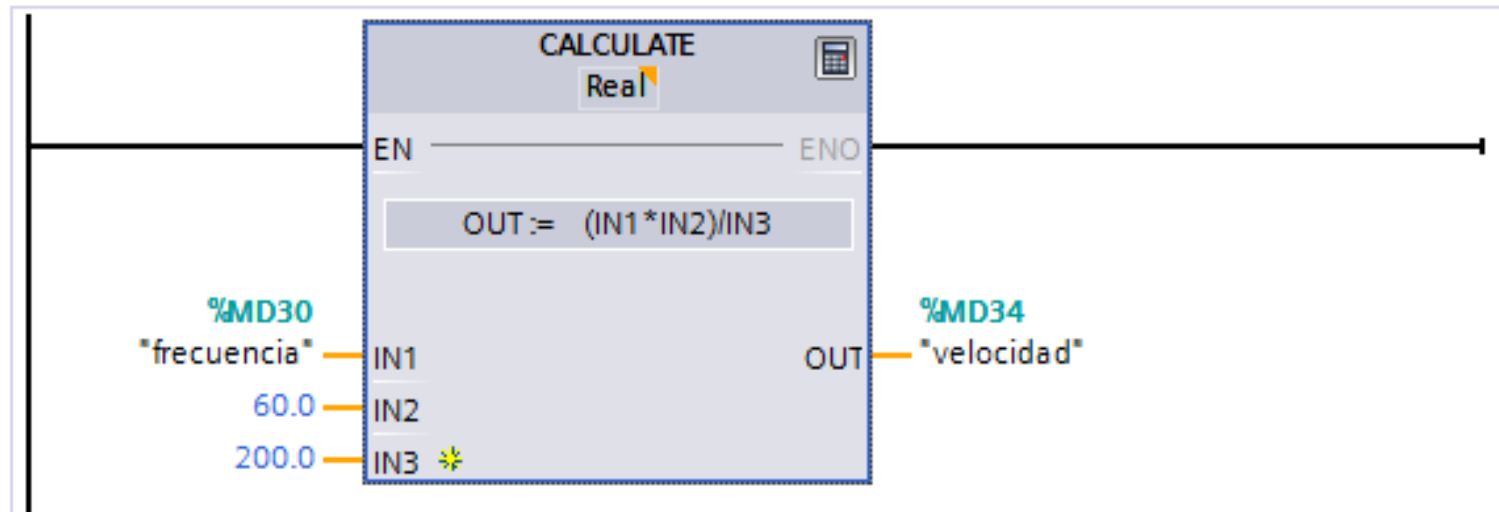 CALCULATE
Real
EN ENO
OUT := (IN1*IN2)/IN3
%MD30 %MD34
"frecuencia" IN1 OUT "velocidad"
60.0 IN2
200.0 IN3